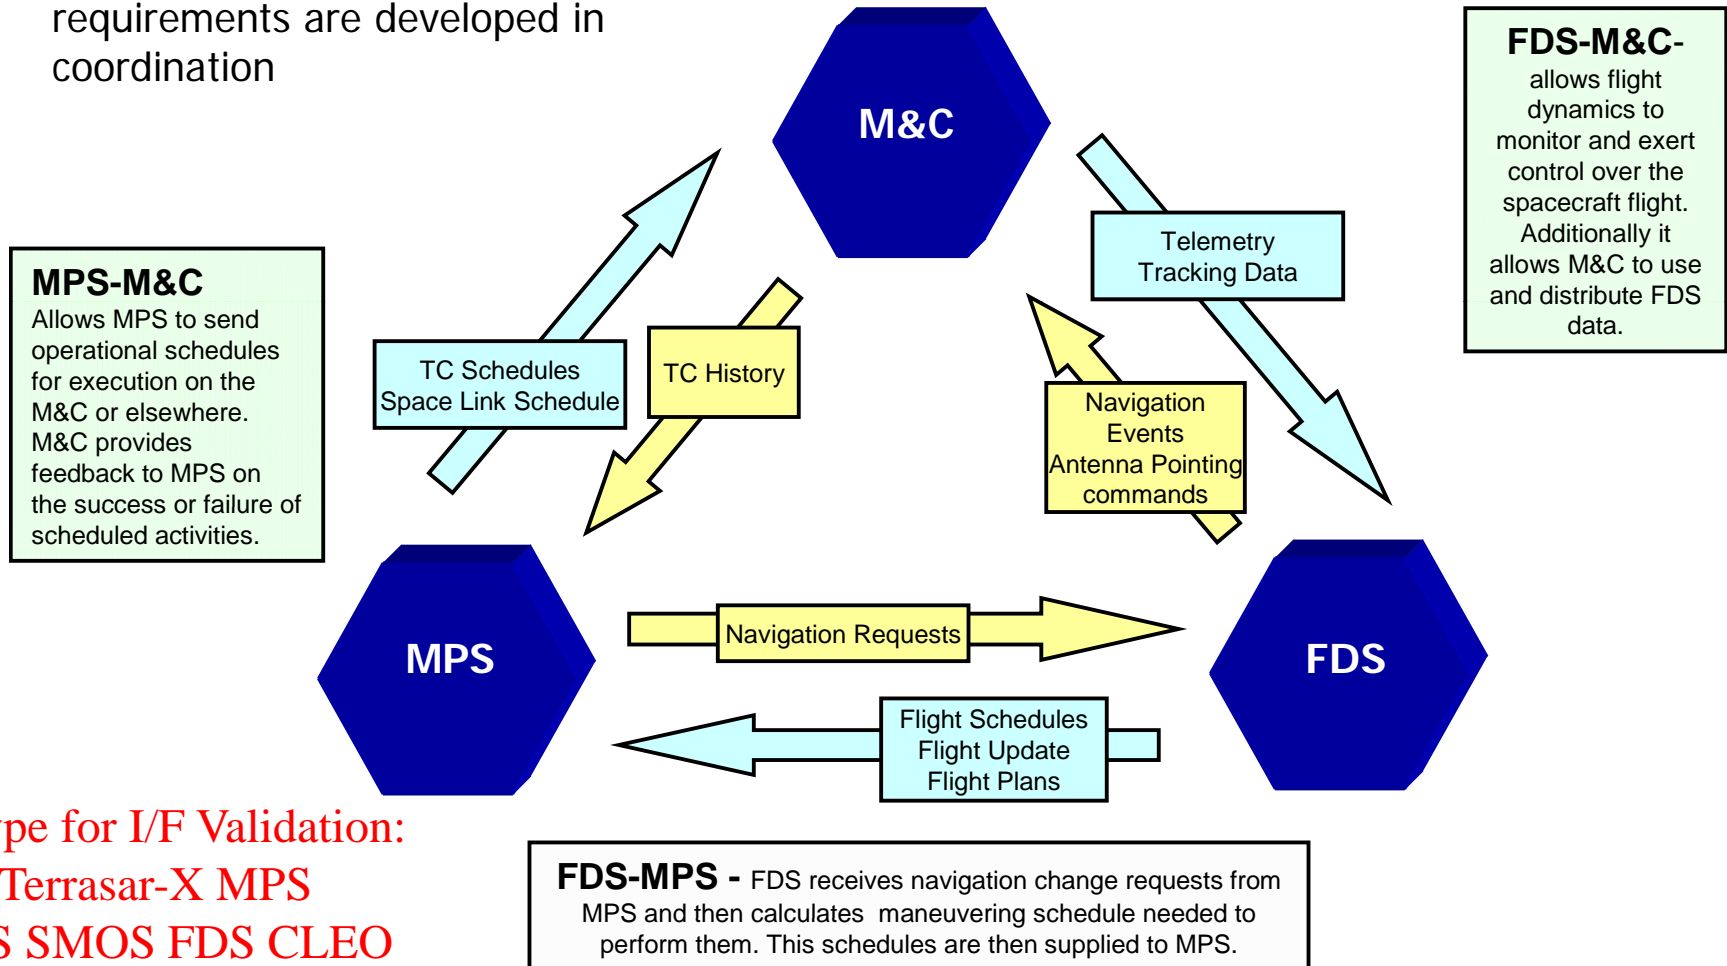 requirements are developed in
coordination
M&C
FDS-M&C-
allows flight
dynamics to
monitor and exert
control over the
spacecraft flight.
Additionally it
allows M&C to use
and distribute FDS
data.
Telemetry
Tracking Data
MPS-M&C
Allows MPS to send
operational schedules
for execution on the
M&C or elsewhere.
M&C provides
feedback to MPS on
the success or failure of
scheduled activities.
TC Schedules
Space Link Schedule
TC History
Navigation
Events
Antenna Pointing
commands
MPS
Navigation Requests
FDS
Flight Schedules
Flight Update
Flight Plans
for I/F Validation:
Terrasar-X MPS
SMOS FDS CLEO
FDS-MPS - FDS receives navigation change requests from
MPS and then calculates maneuvering schedule needed to
perform them. This schedules are then supplied to MPS.